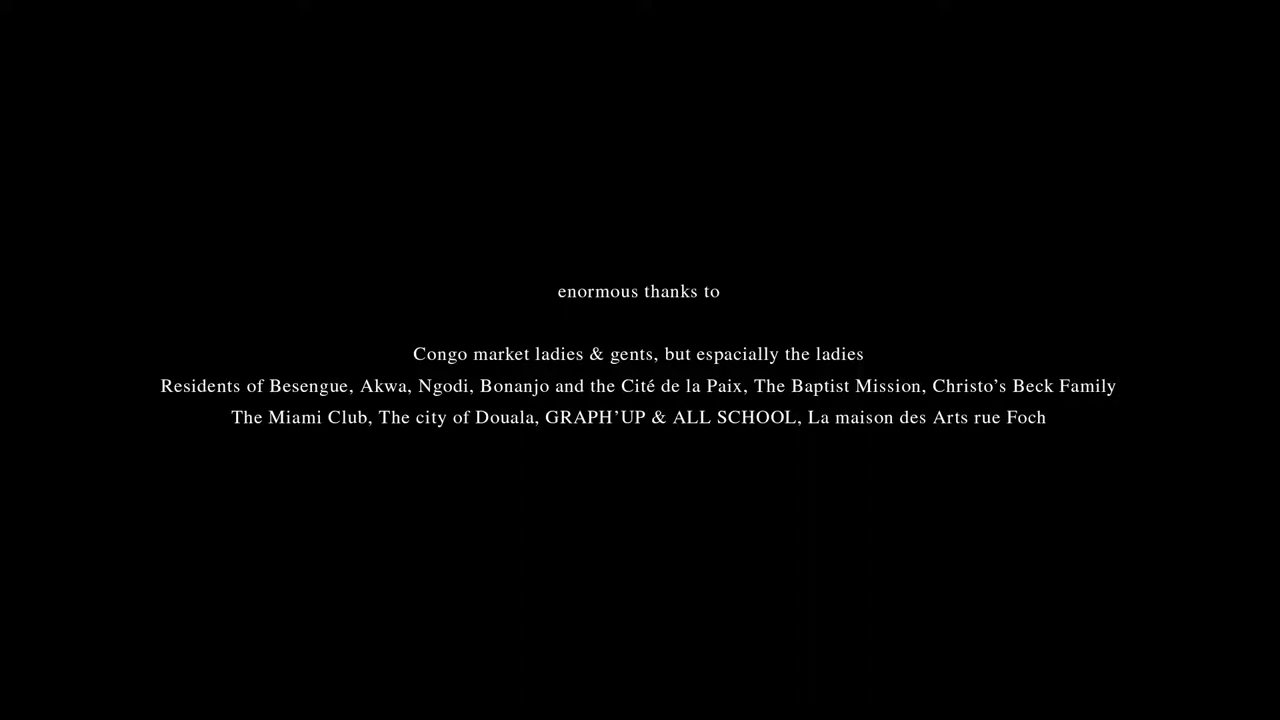 enormous thanks to
Congo market ladies & gents, but espacially the ladies
Residents of Besengue, Akwa, Ngodi, Bonanjo and the Cité de la Paix, The Baptist Mission, Christo’s Beck Family
The Miami Club, The city of Douala, GRAPH’UP & ALL SCHOOL, La maison des Arts rue Foch